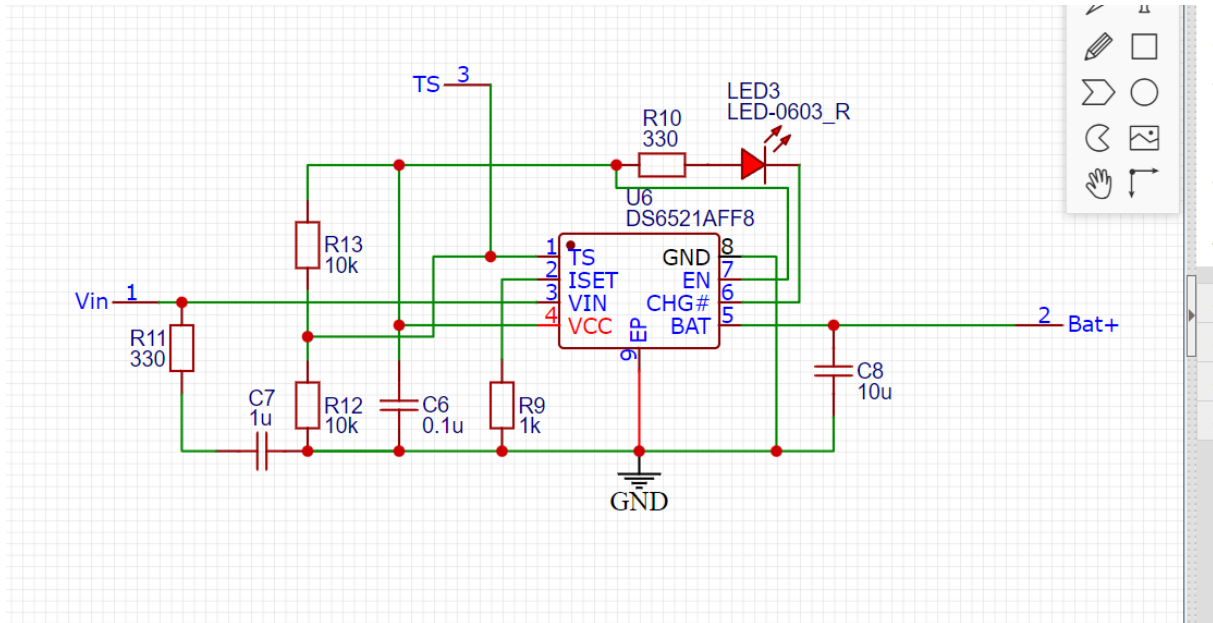 TS 3
LED3
LED-0603_R
R10
330
U6
DS6521AFF8
R13
10k
1 TS GND 8
2 ISET EN 7
Vin 1
3 VIN CHG# 6
4 VCC BAT 5
2 Bat+
EP
9
R11
330
C7
1u
R12
10k
C6
0.1u
R9
1k
C8
10u
GND